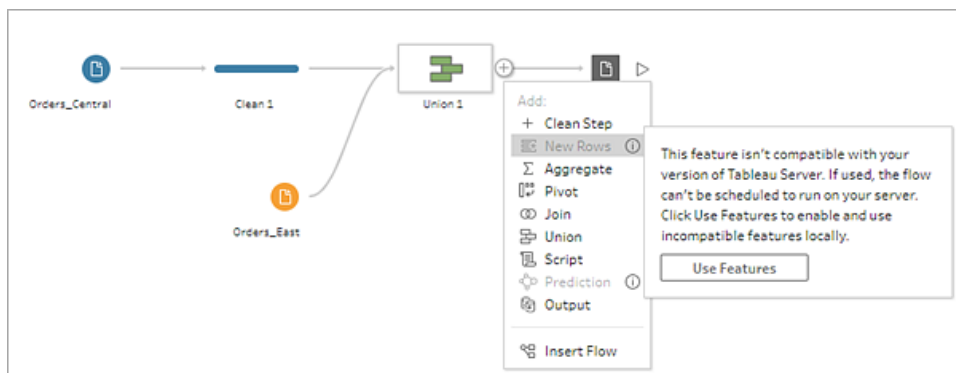 Orders_Central
Clean 1
Union 1
Orders_East
Add:
Clean Step
New Rows
Aggregate
Pivot
Join
Union
Script
Prediction
Output
Insert Flow
This feature isn't compatible with your
version of Tableau Server. If used, the flow
can't be scheduled to run on your server.
Click Use Features to enable and use
incompatible features locally.
Use Features